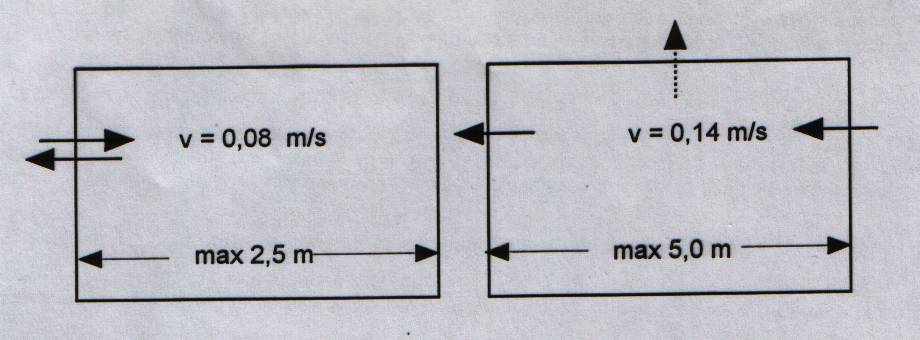 v = 0,08 m/s
max 2,5 m
v = 0,14 m/s
max 5,0 m